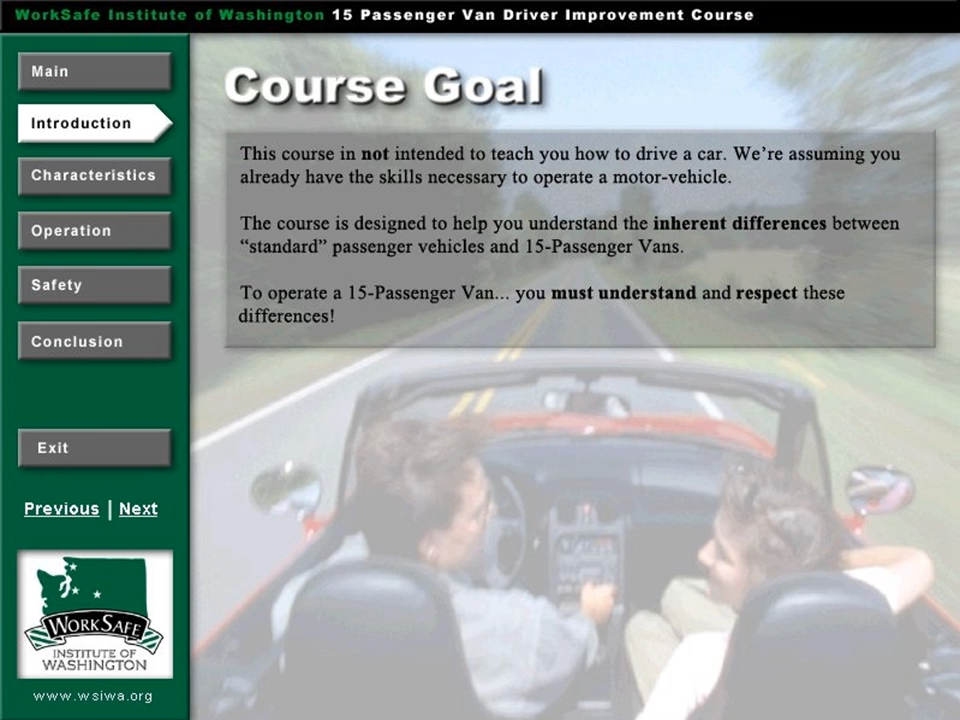 WorkSafe Institute of Washington 15 Passenger Van Driver Improvement Course
Main
Introduction
Characteristics
Operation
Safety
Conclusion
Exit
Previous | Next
WORKSAFE
INSTITUTE OF
WASHINGTON
www.wsiwa.org
Course Goal
This course in not intended to teach you how to drive a car. We're assuming you
already have the skills necessary to operate a motor-vehicle.
The course is designed to help you understand the inherent differences between
“standard” passenger vehicles and 15-Passenger Vans.
To operate a 15-Passenger Van... you must understand and respect these
differences!